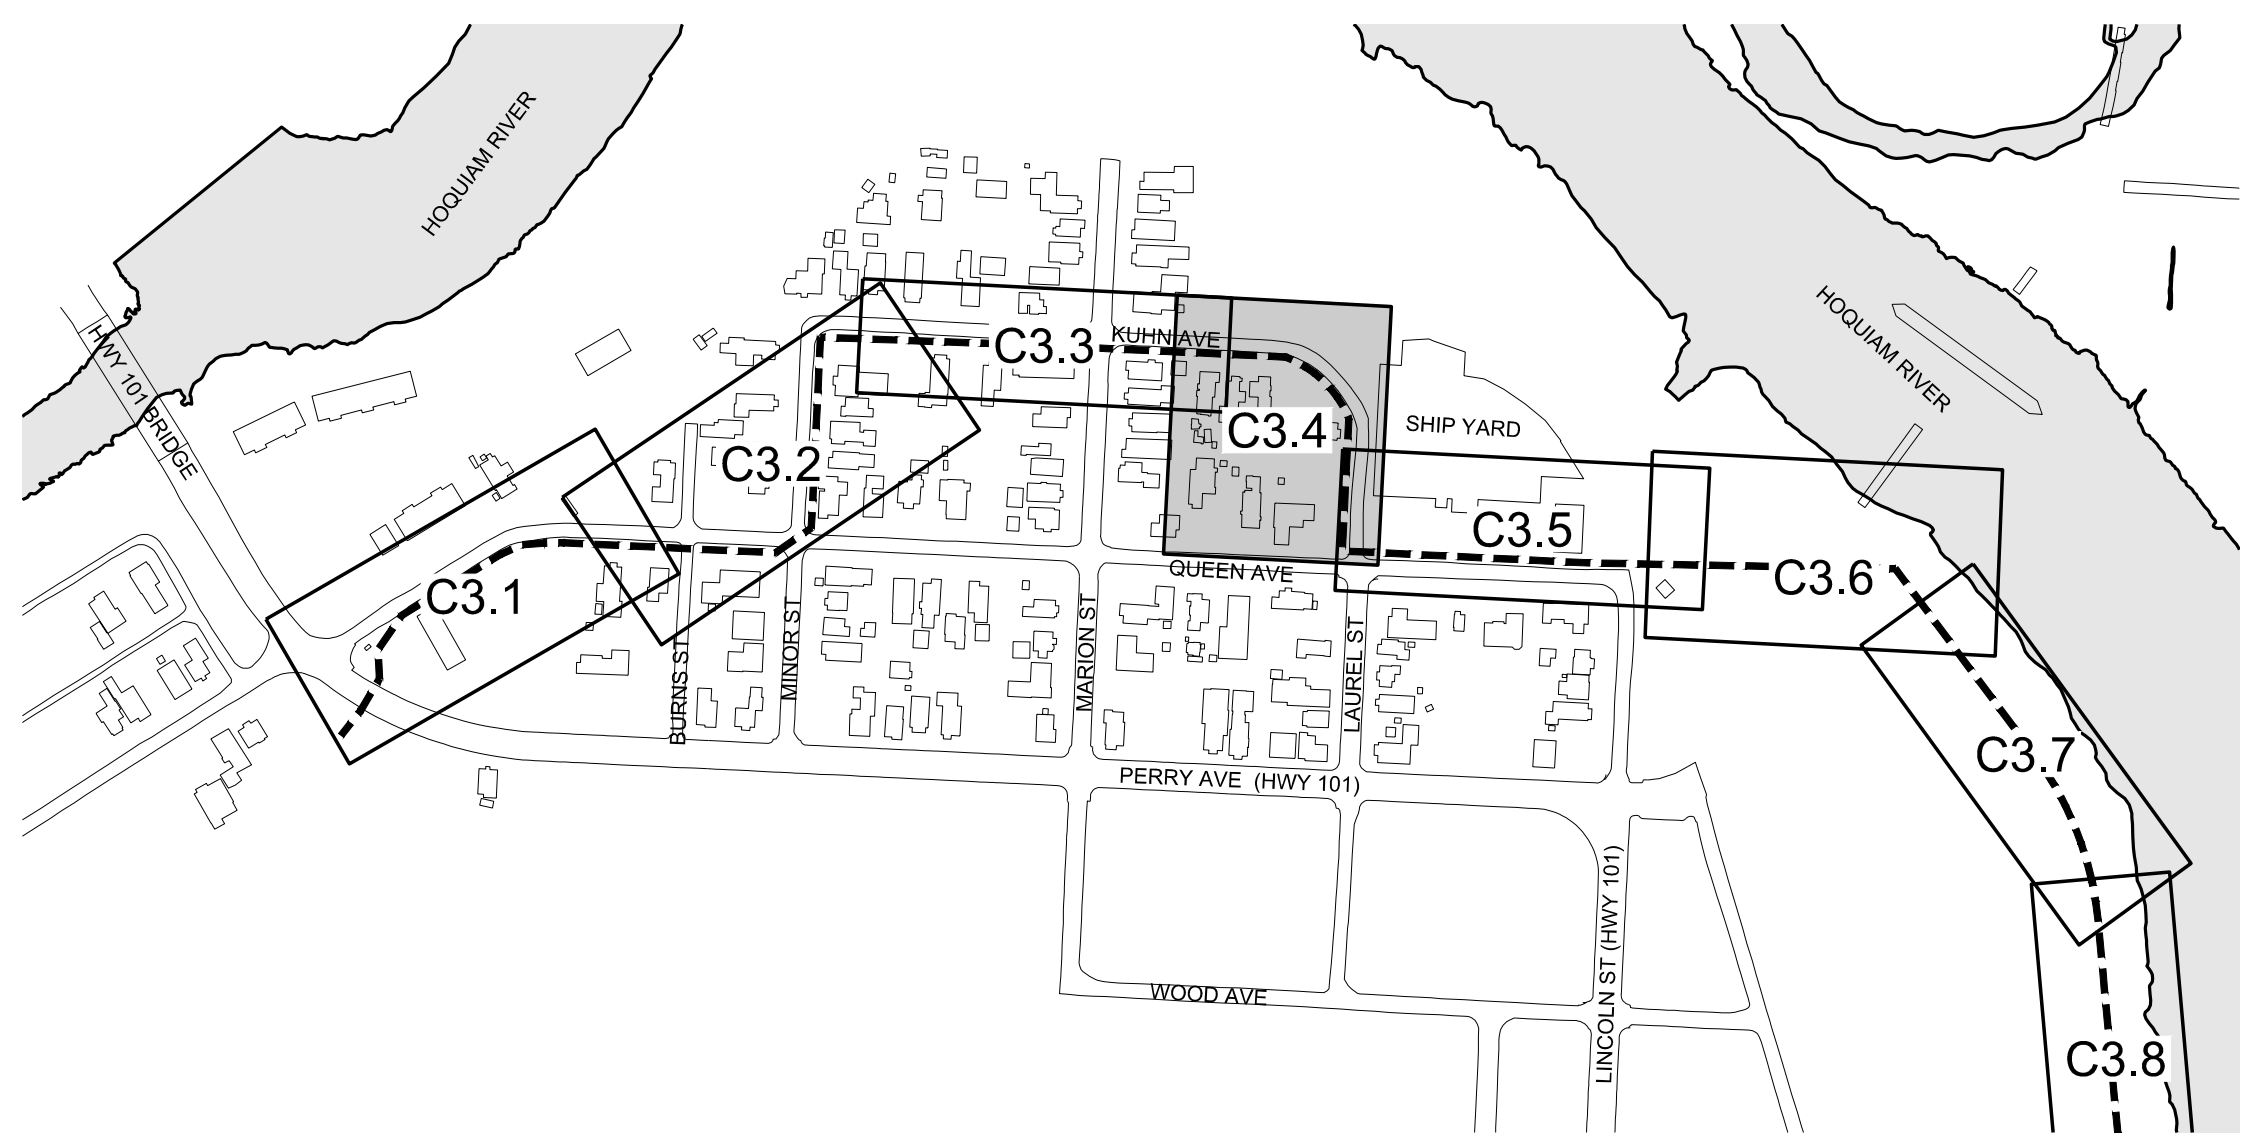 HOQUIAM RIVER
HWY 101 BRIDGE
HOQUIAM RIVER
KUHN AVE
C3.3
C3.4
SHIP YARD
C3.2
C3.5
C3.1
QUEEN AVE
C3.6
BURNS ST
MINOR ST
MARION ST
LAUREL ST
C3.7
PERRY AVE (HWY 101)
LINCOLN ST (HWY 101)
WOOD AVE
C3.8